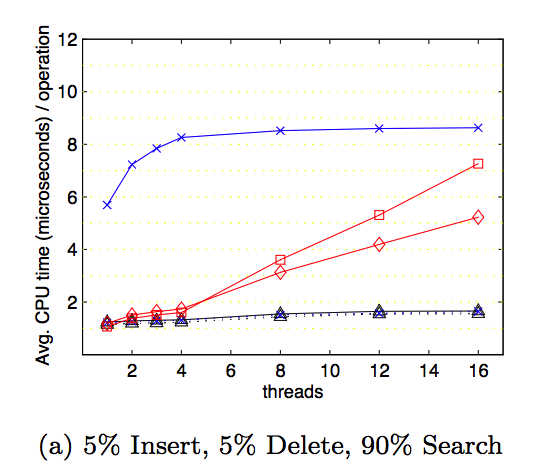 Avg. CPU time (microseconds) / operation
12
10
8
6
4
2
2 4 6 8 10 12 14 16
threads
(a) 5% Insert, 5% Delete, 90% Search